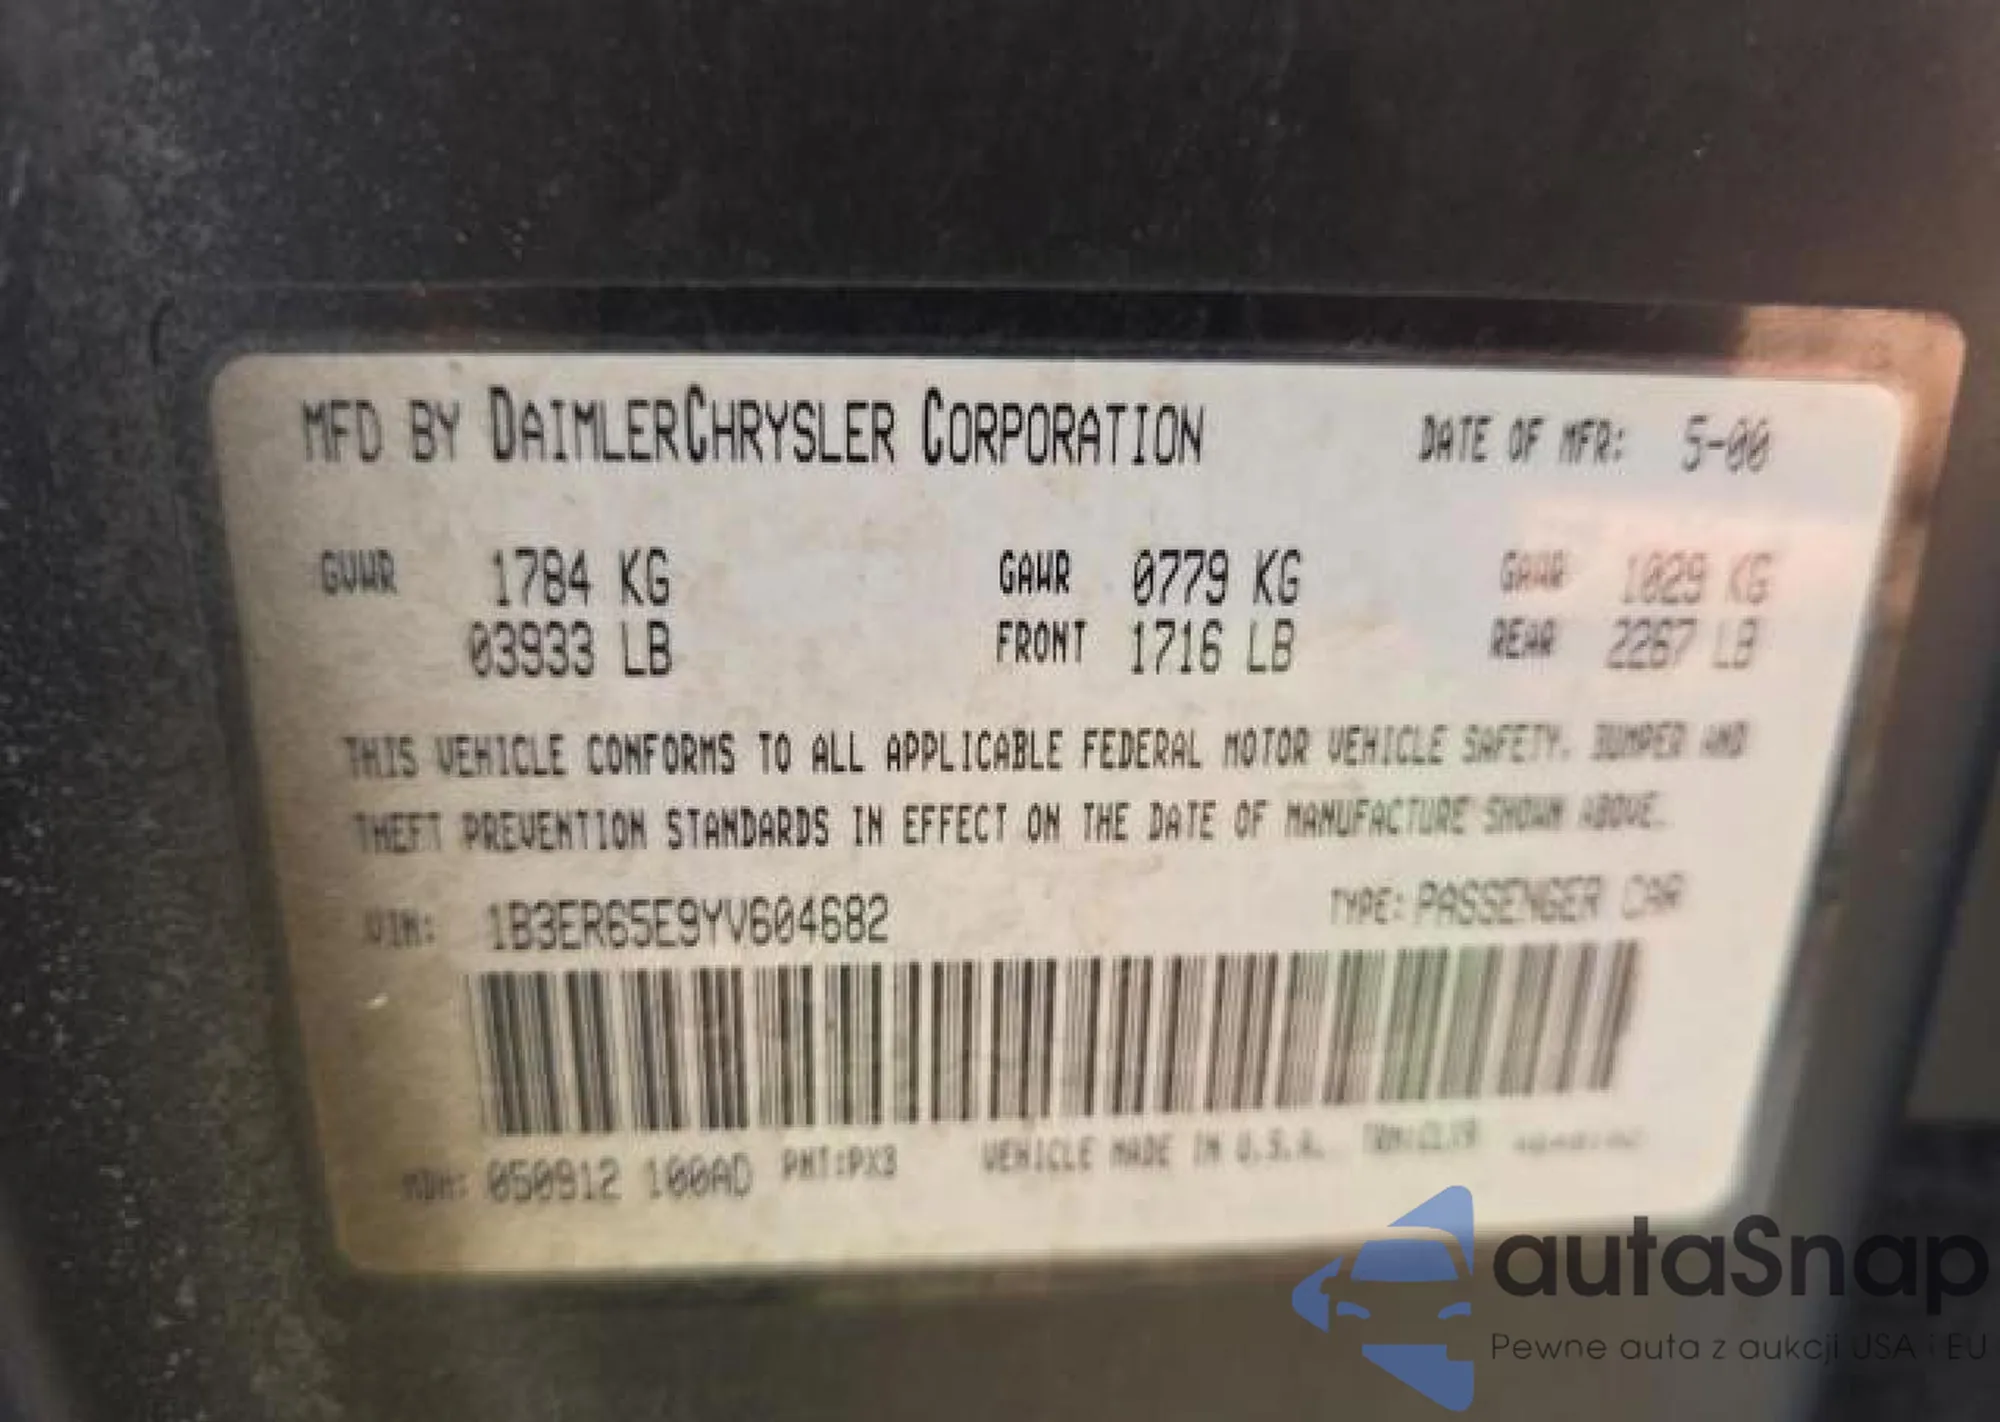 MFD BY DAIMLERCHRYSLER CORPORATION DATE OF MFR: 5-00
GVWR 1784 KG GAWR 0779 KG GAWR 1029 KG
03933 LB FRONT 1716 LB REAR 2267 LB
THIS VEHICLE CONFORMS TO ALL APPLICABLE FEDERAL MOTOR VEHICLE SAFETY, BUMPER AND
THEFT PREVENTION STANDARDS IN EFFECT ON THE DATE OF MANUFACTURE SHOWN ABOVE.
VIN: 1B3ER65E9YV604682 TYPE: PASSENGER CAR
MDH: 050912 100AD PNT:PX3 VEHICLE MADE IN U.S.A.
autaSnap
Pewne auta z aukcji USA i EU